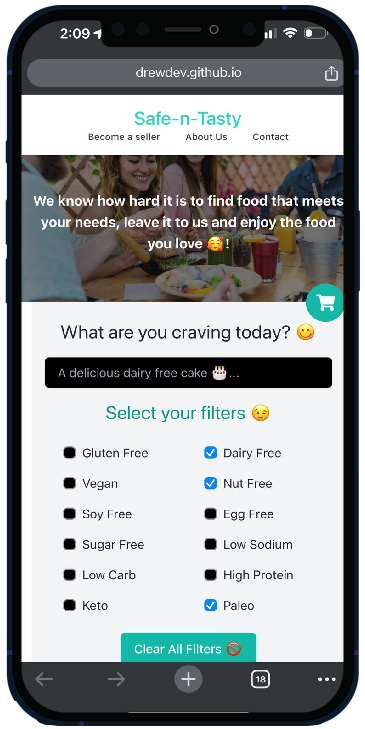 2:09
drewdev.github.io
Safe-n-Tasty
Become a seller About Us Contact
We know how hard it is to find food that meets
your needs, leave it to us and enjoy the food
you love 🥰!
What are you craving today? 😋
A delicious dairy free cake 🎂...
Select your filters 😉
Gluten Free Dairy Free
Vegan Nut Free
Soy Free Egg Free
Sugar Free Low Sodium
Low Carb High Protein
Keto Paleo
Clear All Filters 🚫
18